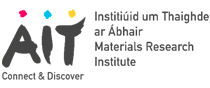 AIT
Connect & Discover
Institiúid um Thaighde
ar Ábhair
Materials Research
Institute